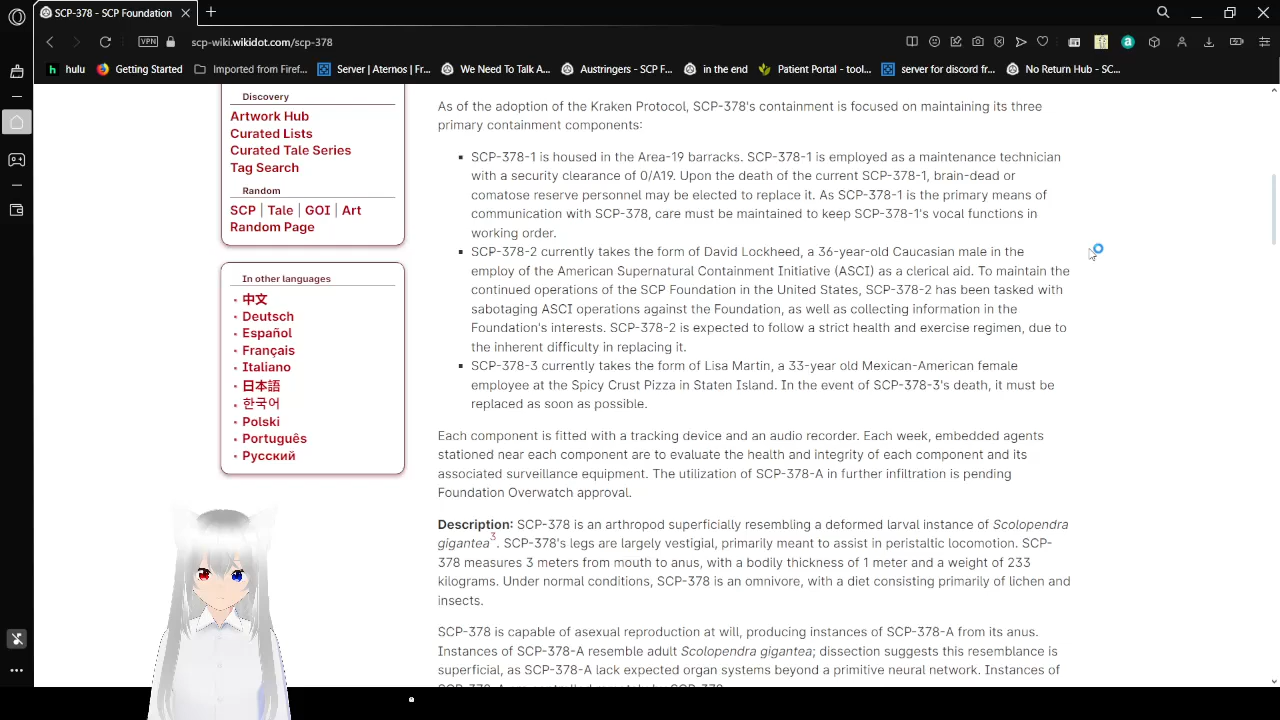 SCP-378 - SCP Foundation
VPN
scp-wiki.wikidot.com/scp-378
hulu
Getting Started
Imported from Firef...
Server | Aternos | Fr...
We Need To Talk A...
Austringers - SCP F...
in the end
Patient Portal - tool...
server for discord fr...
No Return Hub - SC...
Discovery
Artwork Hub
Curated Lists
Curated Tale Series
Tag Search
Random
SCP | Tale | GOI | Art
Random Page
In other languages
中文
Deutsch
Español
Français
Italiano
日本語
한국어
Polski
Português
Русский
As of the adoption of the Kraken Protocol, SCP-378's containment is focused on maintaining its three
primary containment components:
SCP-378-1 is housed in the Area-19 barracks. SCP-378-1 is employed as a maintenance technician
with a security clearance of 0/A19. Upon the death of the current SCP-378-1, brain-dead or
comatose reserve personnel may be elected to replace it. As SCP-378-1 is the primary means of
communication with SCP-378, care must be maintained to keep SCP-378-1's vocal functions in
working order.
SCP-378-2 currently takes the form of David Lockheed, a 36-year-old Caucasian male in the
employ of the American Supernatural Containment Initiative (ASCI) as a clerical aid. To maintain the
continued operations of the SCP Foundation in the United States, SCP-378-2 has been tasked with
sabotaging ASCI operations against the Foundation, as well as collecting information in the
Foundation's interests. SCP-378-2 is expected to follow a strict health and exercise regimen, due to
the inherent difficulty in replacing it.
SCP-378-3 currently takes the form of Lisa Martin, a 33-year old Mexican-American female
employee at the Spicy Crust Pizza in Staten Island. In the event of SCP-378-3's death, it must be
replaced as soon as possible.
Each component is fitted with a tracking device and an audio recorder. Each week, embedded agents
stationed near each component are to evaluate the health and integrity of each component and its
associated surveillance equipment. The utilization of SCP-378-A in further infiltration is pending
Foundation Overwatch approval.
Description: SCP-378 is an arthropod superficially resembling a deformed larval instance of Scolopendra
gigantea3. SCP-378's legs are largely vestigial, primarily meant to assist in peristaltic locomotion. SCP-
378 measures 3 meters from mouth to anus, with a bodily thickness of 1 meter and a weight of 233
kilograms. Under normal conditions, SCP-378 is an omnivore, with a diet consisting primarily of lichen and
insects.
SCP-378 is capable of asexual reproduction at will, producing instances of SCP-378-A from its anus.
Instances of SCP-378-A resemble adult Scolopendra gigantea; dissection suggests this resemblance is
superficial, as SCP-378-A lack expected organ systems beyond a primitive neural network. Instances of